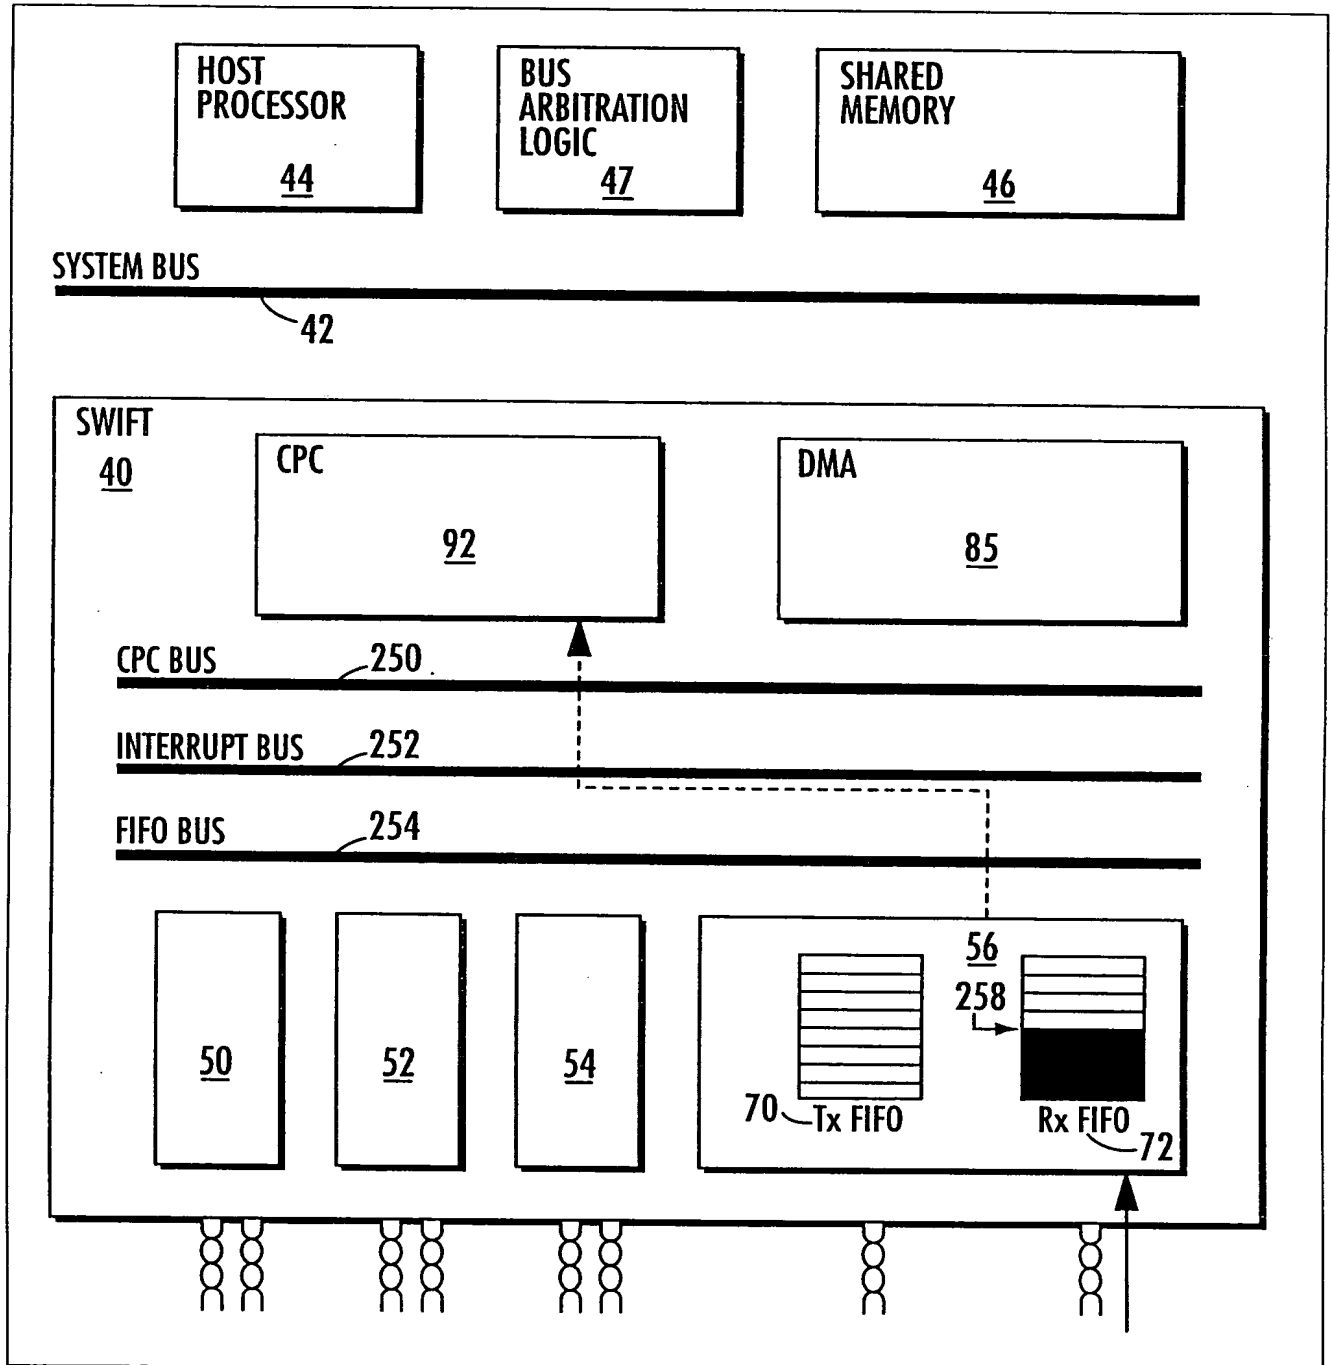 HOST
PROCESSOR
44
BUS
ARBITRATION
LOGIC
47
SHARED
MEMORY
46
SYSTEM BUS
42
SWIFT
40
CPC
92
DMA
85
CPC BUS
250
INTERRUPT BUS
252
FIFO BUS
254
50
52
54
56
258
70
Tx FIFO
Rx FIFO
72